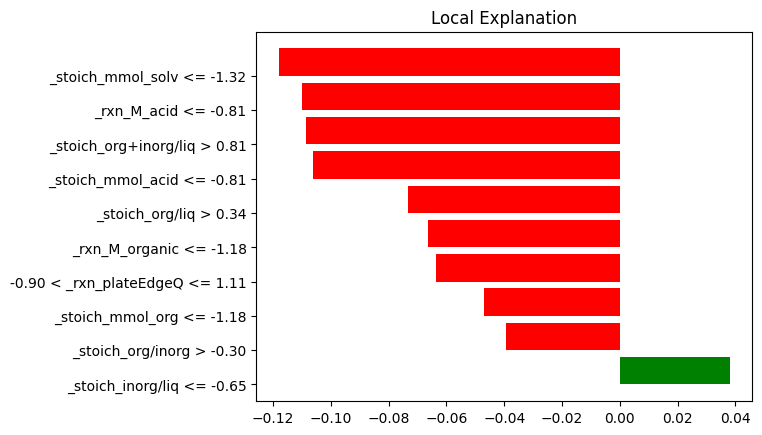 Local Explanation
_stoich_mmol_solv <= -1.32
_rxn_M_acid <= -0.81
_stoich_org+inorg/liq > 0.81
_stoich_mmol_acid <= -0.81
_stoich_org/liq > 0.34
_rxn_M_organic <= -1.18
-0.90 < _rxn_plateEdgeQ <= 1.11
_stoich_mmol_org <= -1.18
_stoich_org/inorg > -0.30
_stoich_inorg/liq <= -0.65
−0.12 −0.10 −0.08 −0.06 −0.04 −0.02 0.00 0.02 0.04